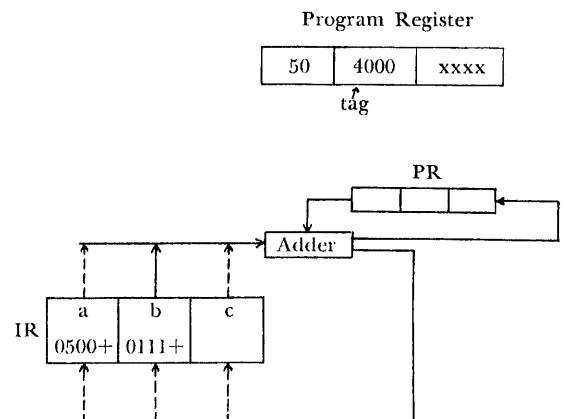 Program Register
50 4000 xxxx
tag
PR
Adder
IR
a b c
0500+ 0111+